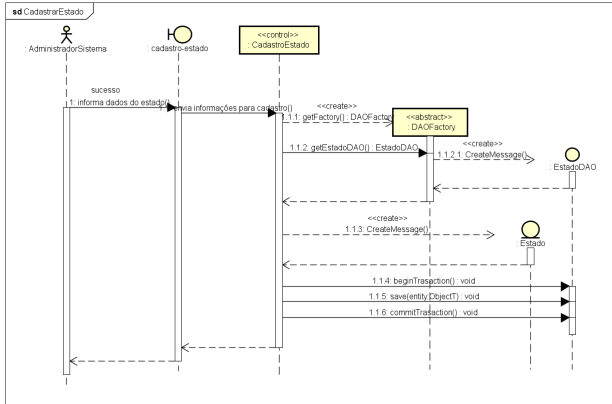 sd CadastrarEstado
: AdministradorSistema
: cadastro-estado
<<control>>
: CadastroEstado
sucesso
1: informa dados do estado()
envia informações para cadastro()
<<create>>
1.1.1: getFactory() : DAOFactory
<<abstract>>
: DAOFactory
1.1.2: getEstadoDAO() : EstadoDAO
<<create>>
1.1.2.1: CreateMessage()
: EstadoDAO
<<create>>
1.1.3: CreateMessage()
: Estado
1.1.4: beginTrasaction() : void
1.1.5: save(entity:ObjectT) : void
1.1.6: commitTrasaction() : void